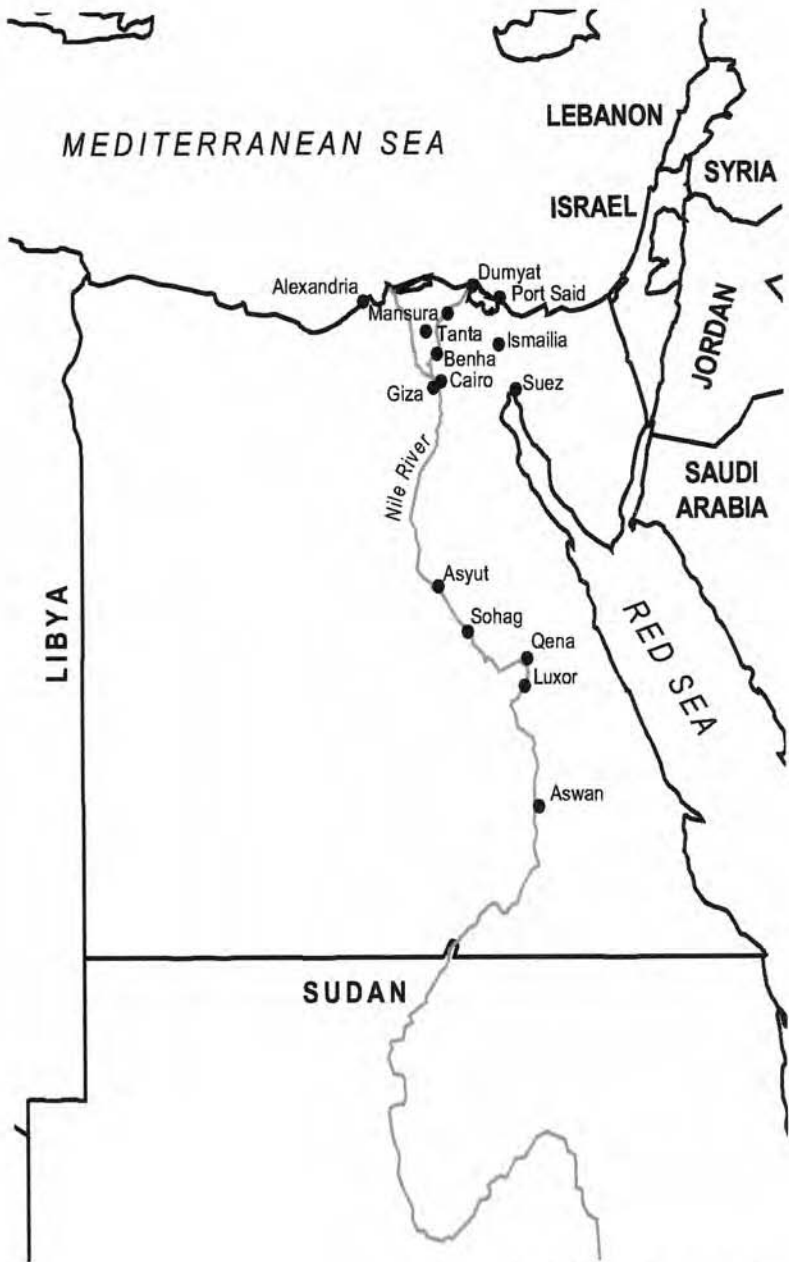 LEBANON
MEDITERRANEAN SEA
SYRIA
ISRAEL
Dumyat
Alexandria
Port Said
Mansura
Tanta
Ismailia
Benha
JORDAN
Cairo
Giza
Suez
Nile River
SAUDI
ARABIA
Asyut
LIBYA
Sohag
RED SEA
Qena
Luxor
Aswan
SUDAN